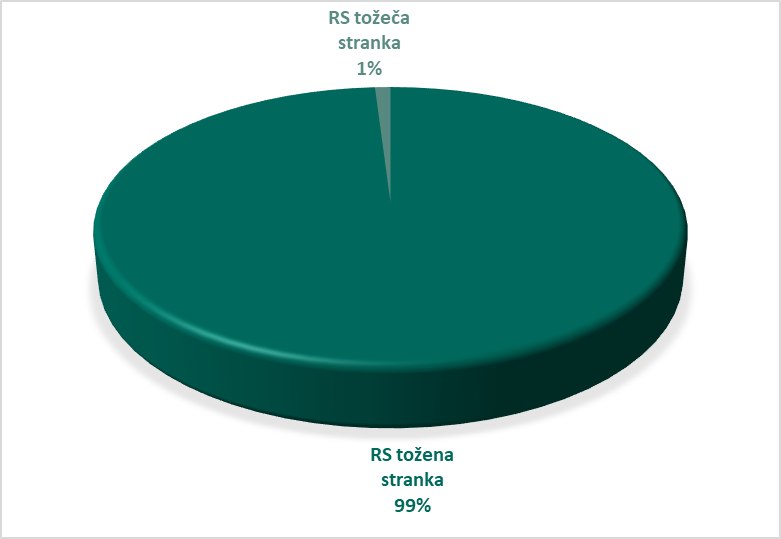 RS tožeča
stranka
1%
RS tožena
stranka
99%